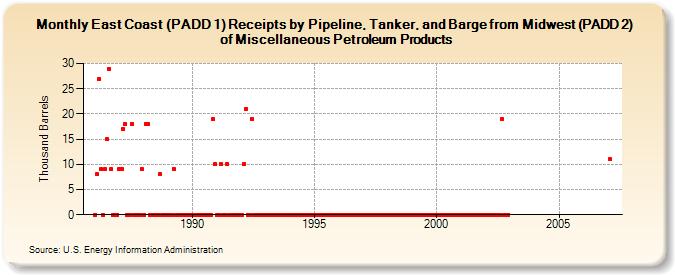 Monthly East Coast (PADD 1) Receipts by Pipeline, Tanker, and Barge from Midwest (PADD 2)
of Miscellaneous Petroleum Products
Thousand Barrels
30
25
20
15
10
5
0
1990 1995 2000 2005
Source: U.S. Energy Information Administration